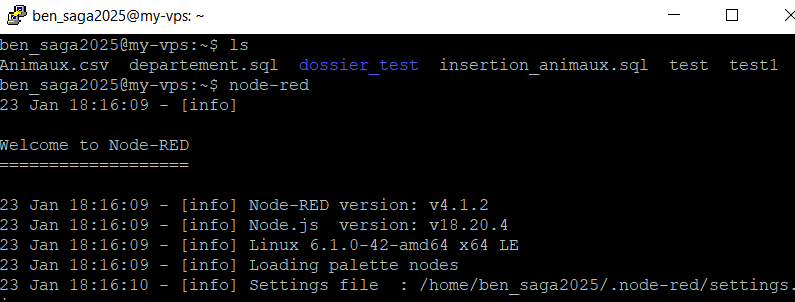 ben_saga2025@my-vps: ~
ben_saga2025@my-vps:~$ ls
Animaux.csv  departement.sql  dossier_test  insertion_animaux.sql  test  test1
ben_saga2025@my-vps:~$ node-red
23 Jan 18:16:09 - [info]
Welcome to Node-RED
===================
23 Jan 18:16:09 - [info] Node-RED version: v4.1.2
23 Jan 18:16:09 - [info] Node.js  version: v18.20.4
23 Jan 18:16:09 - [info] Linux 6.1.0-42-amd64 x64 LE
23 Jan 18:16:09 - [info] Loading palette nodes
23 Jan 18:16:10 - [info] Settings file  : /home/ben_saga2025/.node-red/settings.